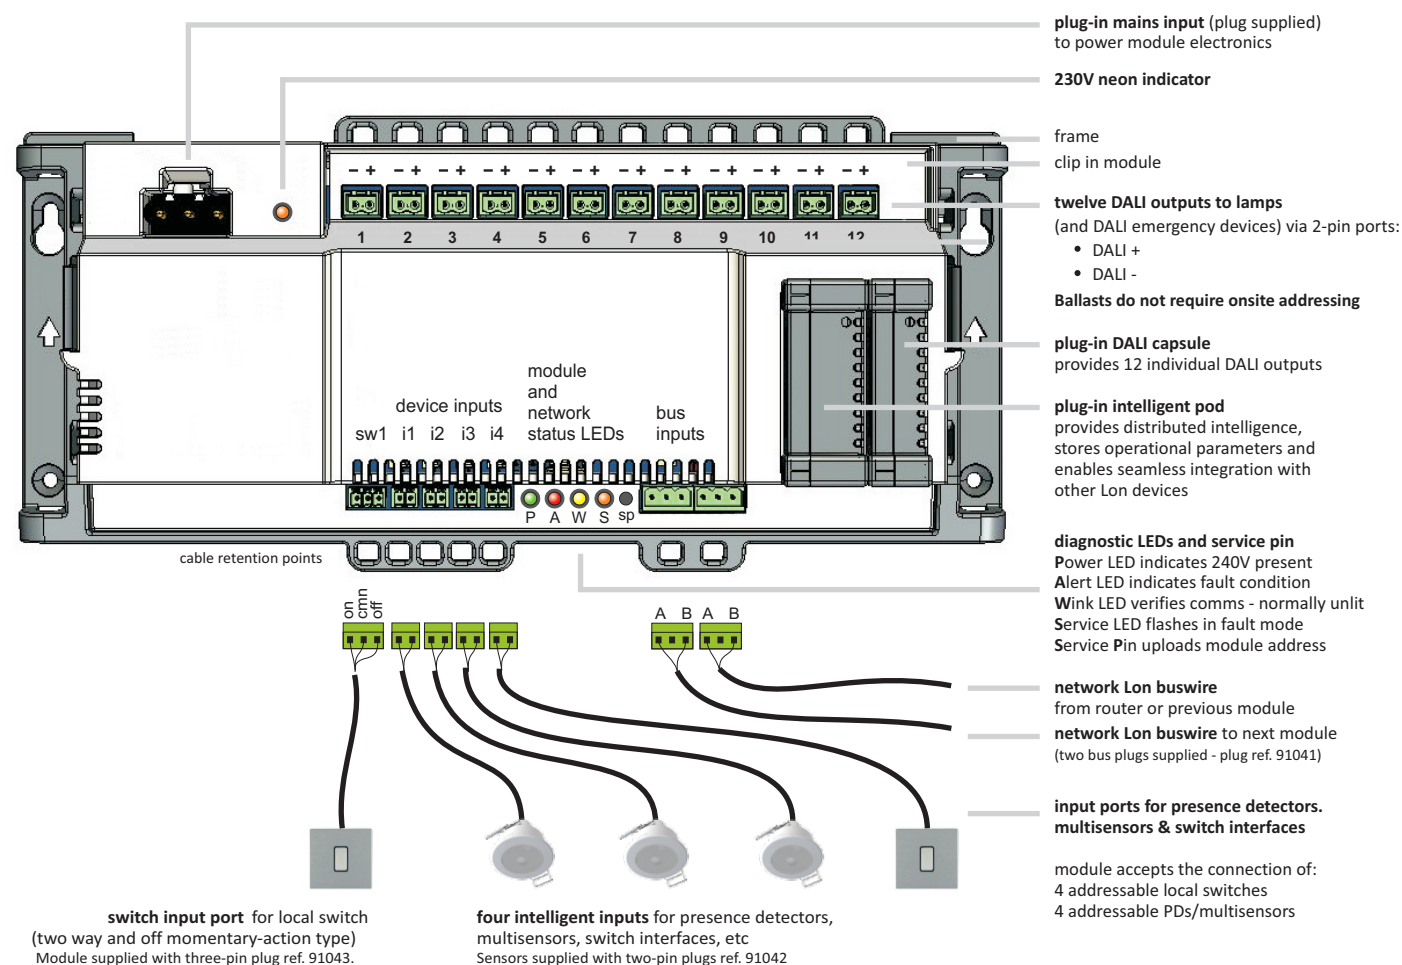 plug-in mains input (plug supplied)
to power module electronics
230V neon indicator
frame
clip in module
twelve DALI outputs to lamps
(and DALI emergency devices) via 2-pin ports:
• DALI +
• DALI -
Ballasts do not require onsite addressing
plug-in DALI capsule
provides 12 individual DALI outputs
plug-in intelligent pod
provides distributed intelligence,
stores operational parameters and
enables seamless integration with
other Lon devices
diagnostic LEDs and service pin
Power LED indicates 240V present
Alert LED indicates fault condition
Wink LED verifies comms - normally unlit
Service LED flashes in fault mode
Service Pin uploads module address
network Lon buswire
from router or previous module
network Lon buswire to next module
(two bus plugs supplied - plug ref. 91041)
input ports for presence detectors.
multisensors & switch interfaces
module accepts the connection of:
4 addressable local switches
4 addressable PDs/multisensors
- + - + - + - + - + - + - + - + - + - + - + - +
1 2 3 4 5 6 7 8 9 10 11 12
device inputs
sw1 i1 i2 i3 i4
module
and
network
status LEDs
bus
inputs
P A W S sp
cable retention points
on
cmn
off
A B A B
switch input port for local switch
(two way and off momentary-action type)
Module supplied with three-pin plug ref. 91043.
four intelligent inputs for presence detectors,
multisensors, switch interfaces, etc
Sensors supplied with two-pin plugs ref. 91042